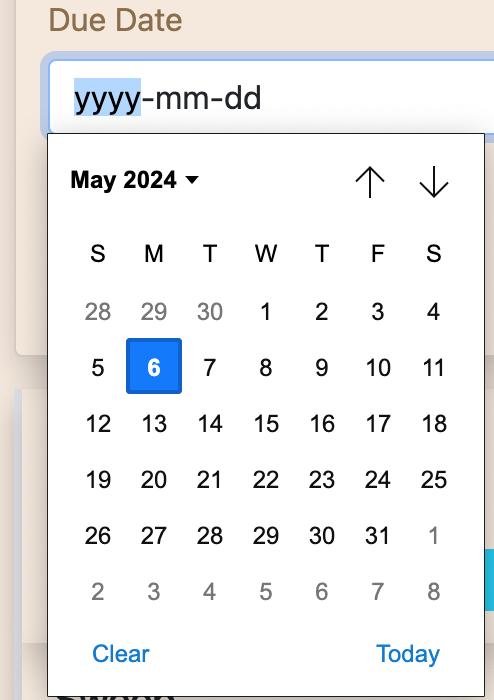 Due Date
yyyy-mm-dd
May 2024
S M T W T F S
28 29 30 1 2 3 4
5 6 7 8 9 10 11
12 13 14 15 16 17 18
19 20 21 22 23 24 25
26 27 28 29 30 31 1
2 3 4 5 6 7 8
Clear Today